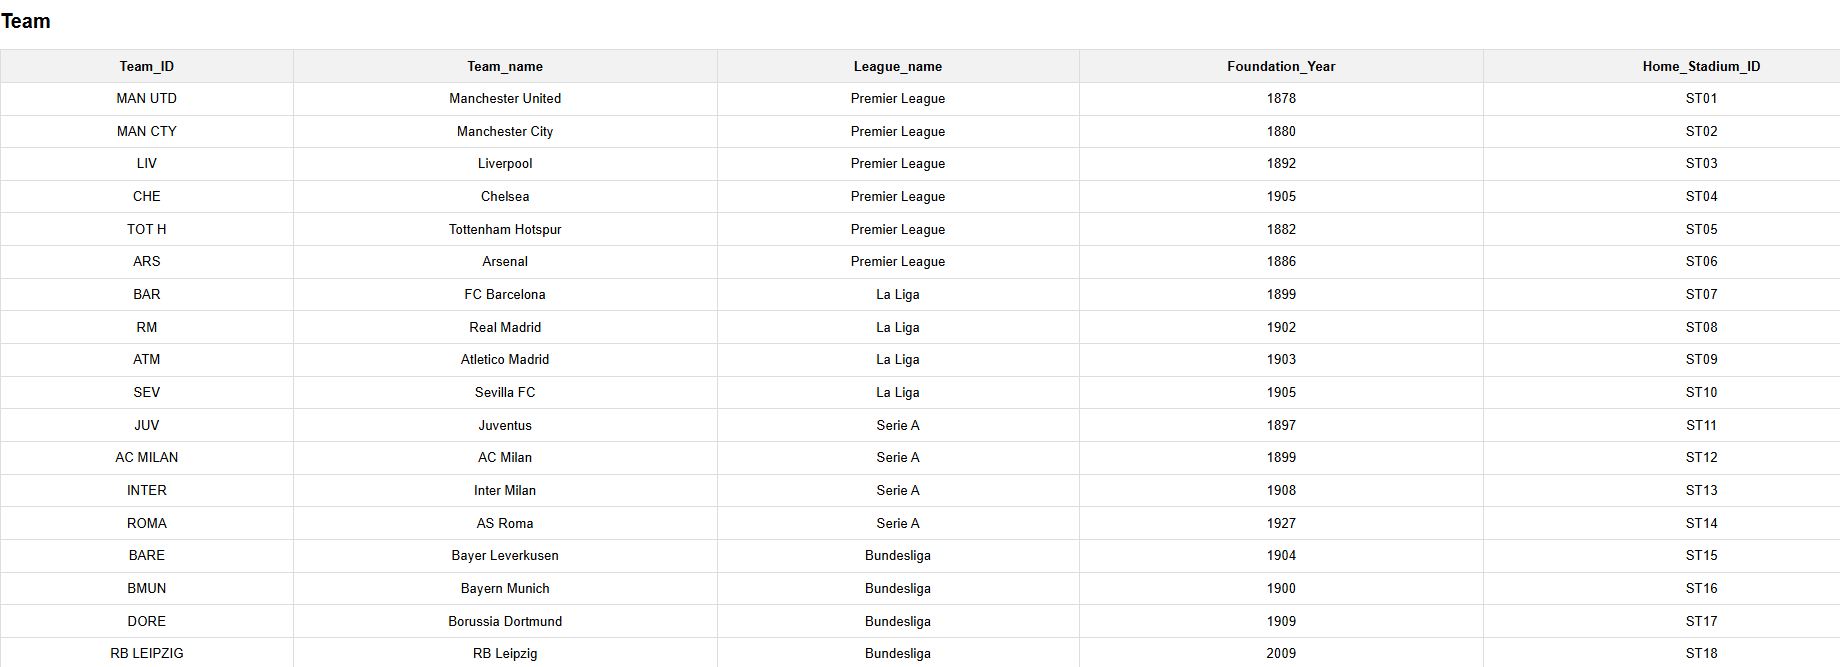 Team
Team_ID Team_name League_name Foundation_Year Home_Stadium_ID
MAN UTD Manchester United Premier League 1878 ST01
MAN CTY Manchester City Premier League 1880 ST02
LIV Liverpool Premier League 1892 ST03
CHE Chelsea Premier League 1905 ST04
TOT H Tottenham Hotspur Premier League 1882 ST05
ARS Arsenal Premier League 1886 ST06
BAR FC Barcelona La Liga 1899 ST07
RM Real Madrid La Liga 1902 ST08
ATM Atletico Madrid La Liga 1903 ST09
SEV Sevilla FC La Liga 1905 ST10
JUV Juventus Serie A 1897 ST11
AC MILAN AC Milan Serie A 1899 ST12
INTER Inter Milan Serie A 1908 ST13
ROMA AS Roma Serie A 1927 ST14
BARE Bayer Leverkusen Bundesliga 1904 ST15
BMUN Bayern Munich Bundesliga 1900 ST16
DORE Borussia Dortmund Bundesliga 1909 ST17
RB LEIPZIG RB Leipzig Bundesliga 2009 ST18